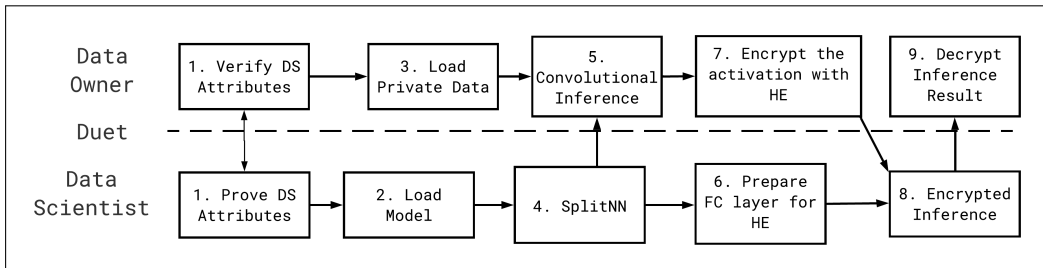 Data
Owner
1. Verify DS
Attributes
3. Load
Private Data
5.
Convolutional
Inference
7. Encrypt the
activation with
HE
9. Decrypt
Inference
Result
Duet
Data
Scientist
1. Prove DS
Attributes
2. Load
Model
4. SplitNN
6. Prepare
FC layer for
HE
8. Encrypted
Inference